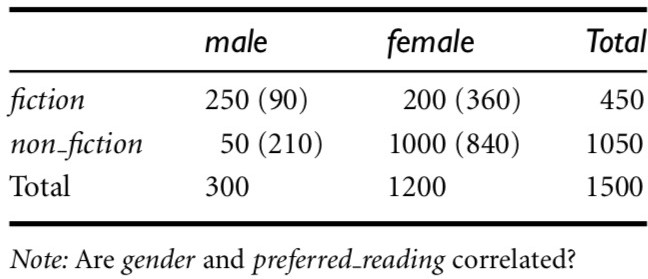 male female Total
fiction 250 (90) 200 (360) 450
non_fiction 50 (210) 1000 (840) 1050
Total 300 1200 1500
Note: Are gender and preferred_reading correlated?